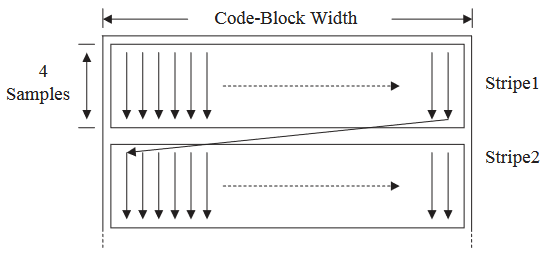 Code-Block Width
4
Samples
Stripe1
Stripe2